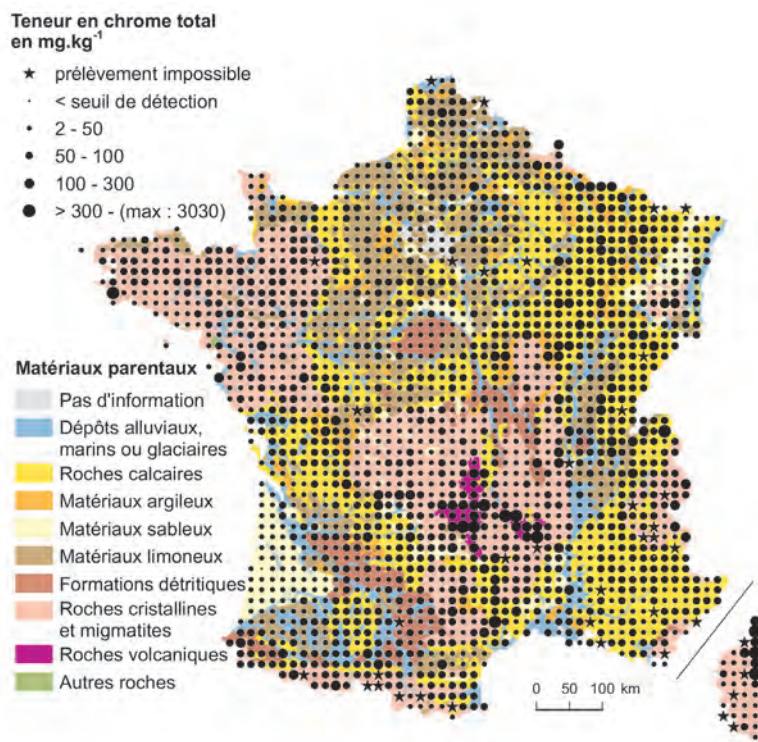 Teneur en chrome total
en mg.kg-1
prélèvement impossible
< seuil de détection
2 - 50
50 - 100
100 - 300
> 300 - (max : 3030)
Matériaux parentaux
Pas d'information
Dépôts alluviaux,
marins ou glaciaires
Roches calcaires
Matériaux argileux
Matériaux sableux
Matériaux limoneux
Formations détritiques
Roches cristallines
et migmatites
Roches volcaniques
Autres roches
0 50 100 km